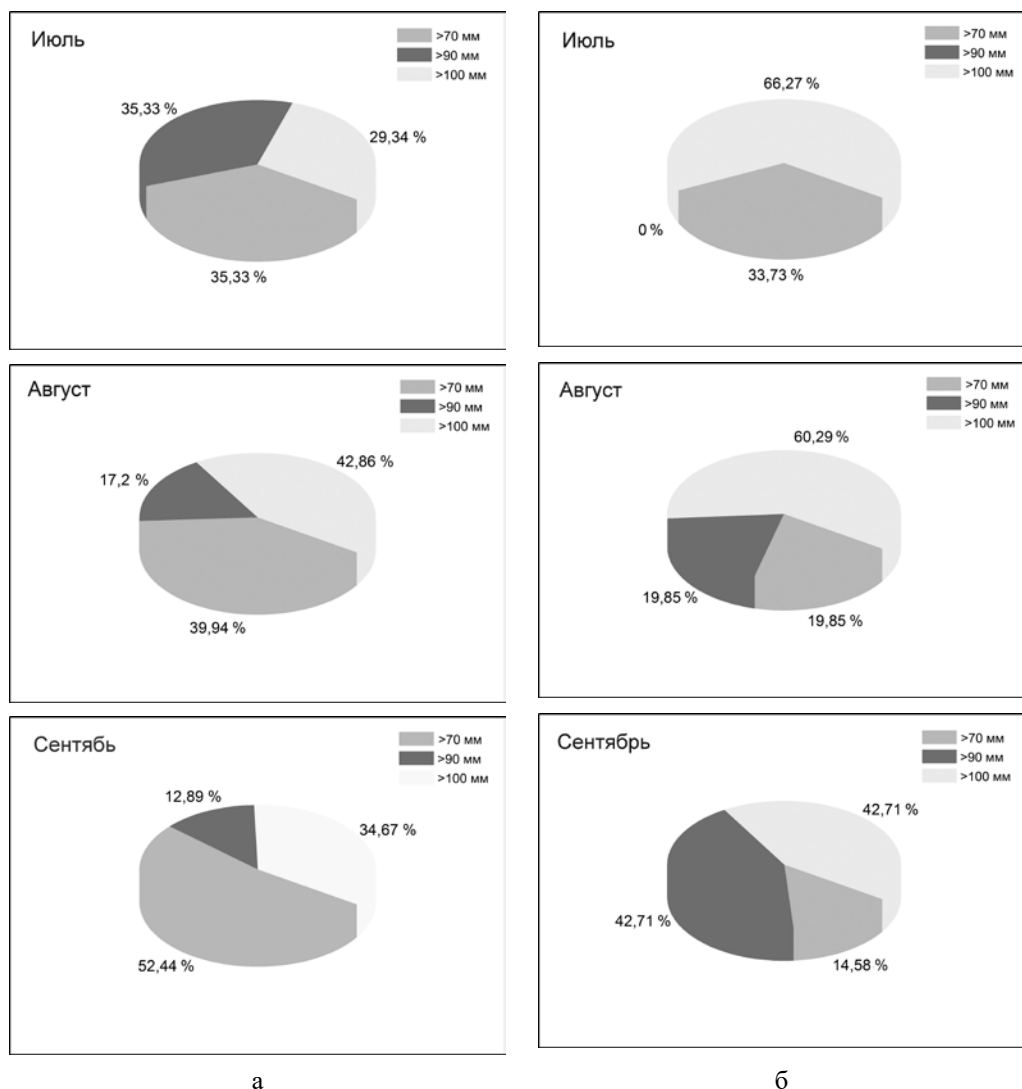 Июль
>70 мм
>90 мм
>100 мм
35,33 %
29,34 %
35,33 %
Июль
>70 мм
>90 мм
>100 мм
66,27 %
0 %
33,73 %
Август
>70 мм
>90 мм
>100 мм
17,2 %
42,86 %
39,94 %
Август
>70 мм
>90 мм
>100 мм
60,29 %
19,85 %
19,85 %
Сентябь
>70 мм
>90 мм
>100 мм
12,89 %
34,67 %
52,44 %
Сентябрь
>70 мм
>90 мм
>100 мм
42,71 %
42,71 %
14,58 %
а
б